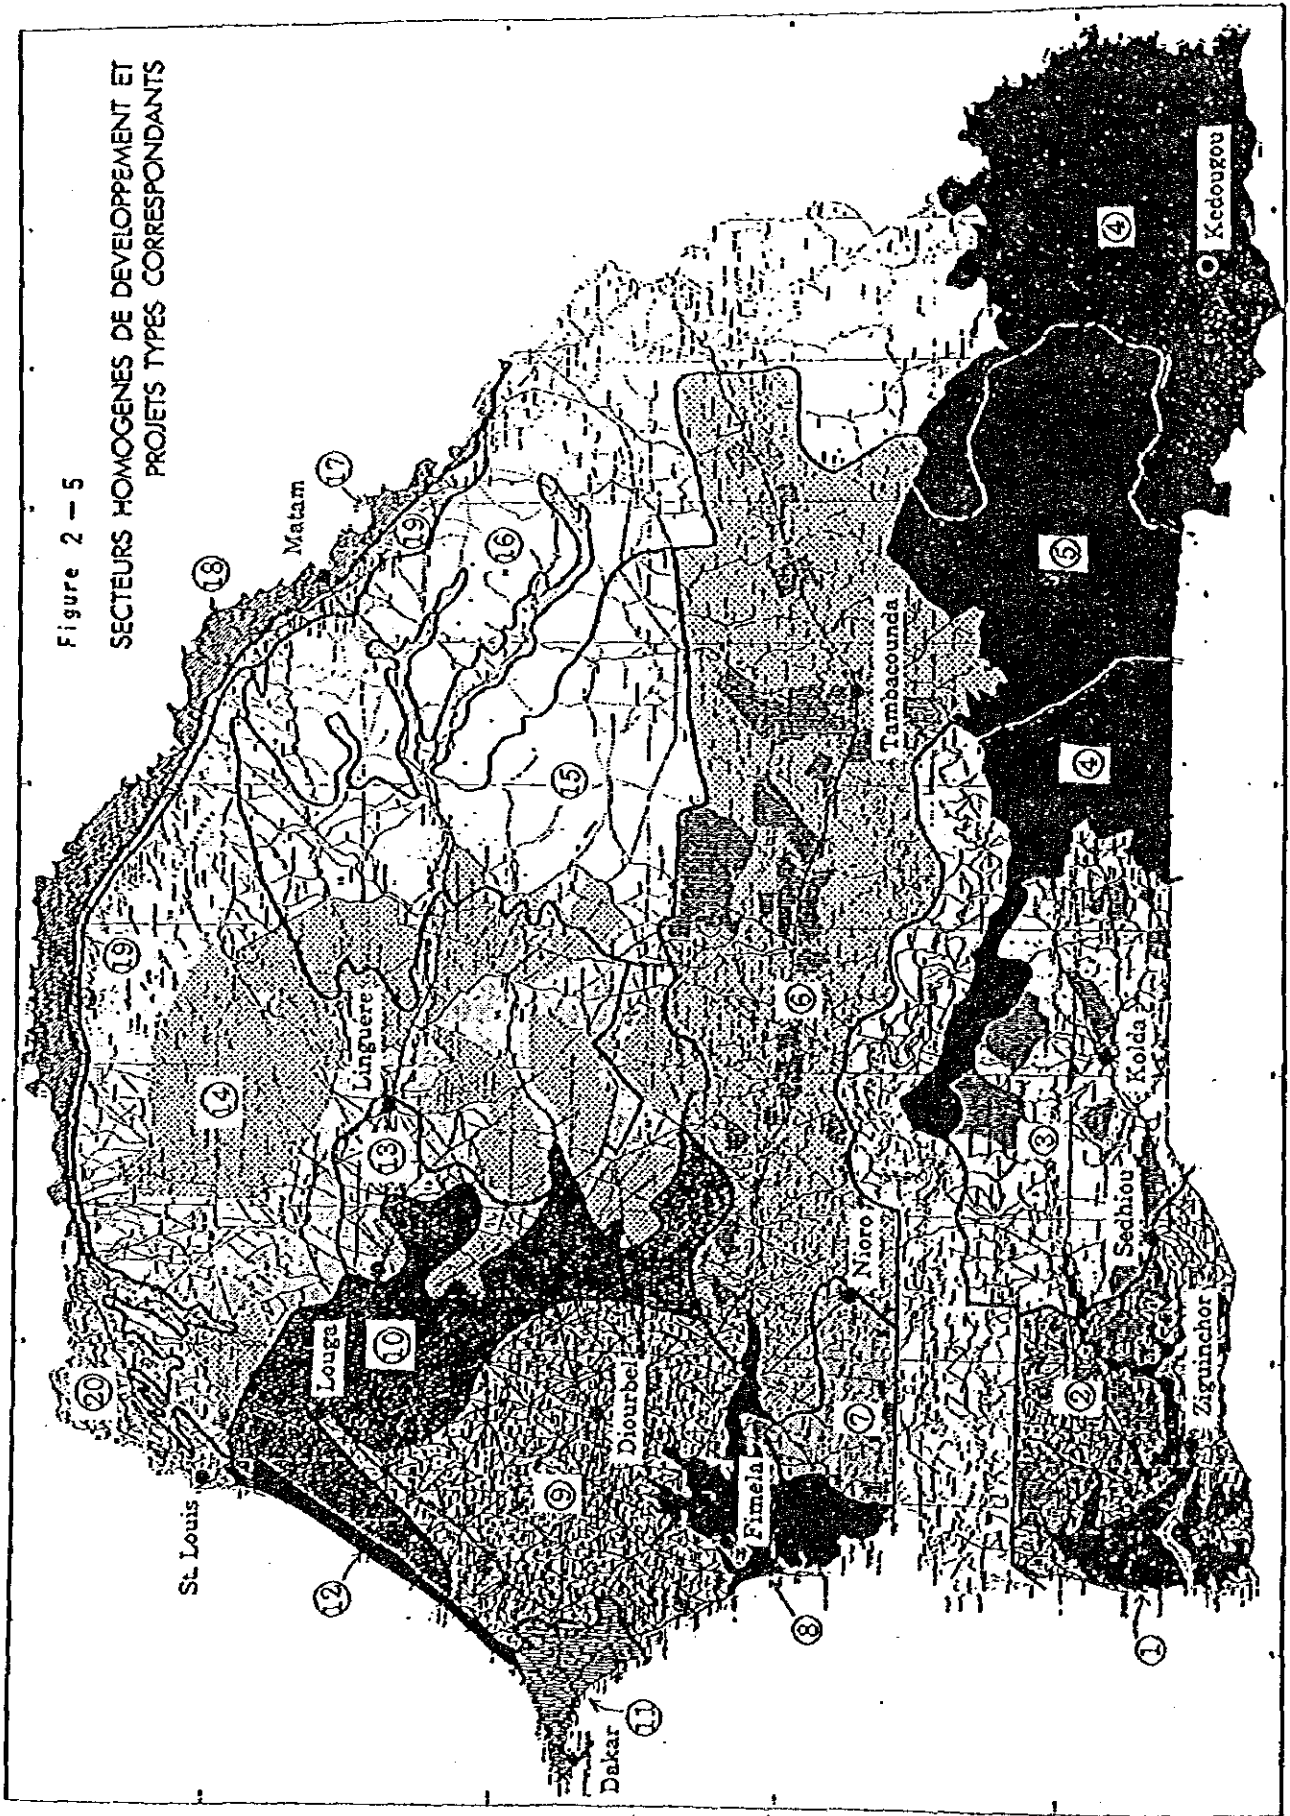 Figure 2 — 5
SECTEURS HOMOGENES DE DEVELOPPEMENT ET
PROJETS TYPES CORRESPONDANTS
20
19
18
17
Matam
St. Louis
14
19
16
Linguere
13
12
Louga
10
15
9
Diourbel
Dakar
11
Fimela
8
6
Tambacounda
7
Nioro
3
4
5
4
Kedougou
2
Sedhiou
Kolda
1
Ziguinchor